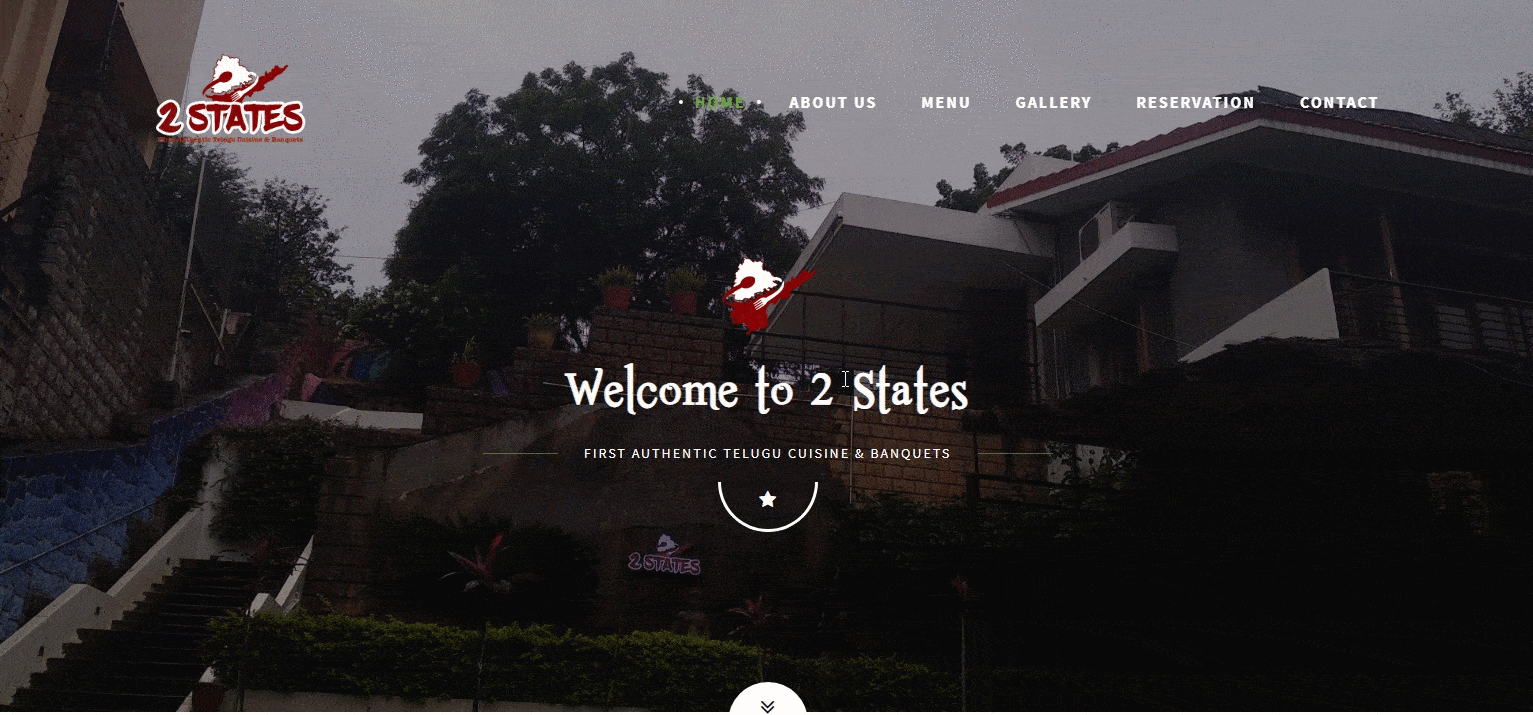 2 STATES
First Authentic Telugu Cuisine & Banquets
HOME ABOUT US MENU GALLERY RESERVATION CONTACT
Welcome to 2 States
FIRST AUTHENTIC TELUGU CUISINE & BANQUETS
2 STATES